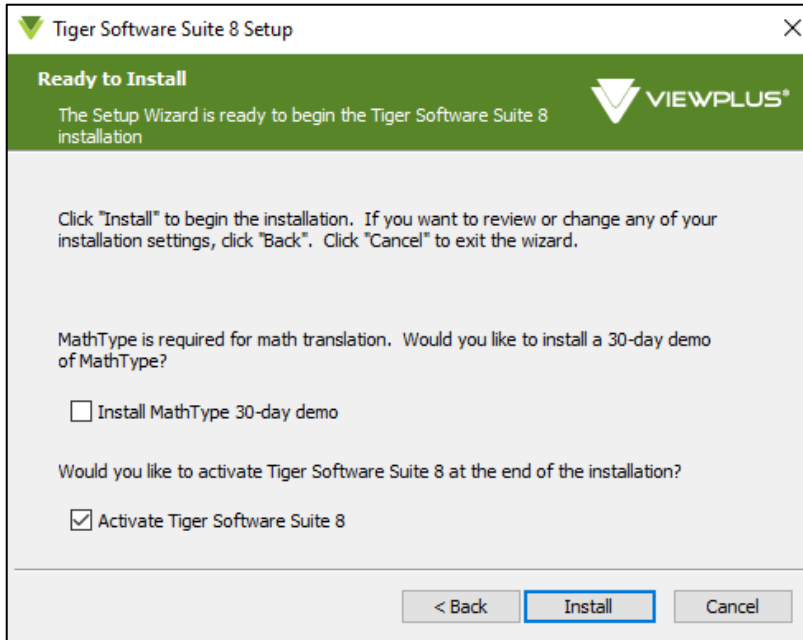 Tiger Software Suite 8 Setup
Ready to Install
The Setup Wizard is ready to begin the Tiger Software Suite 8
installation
VIEWPLUS®
Click "Install" to begin the installation. If you want to review or change any of your
installation settings, click "Back". Click "Cancel" to exit the wizard.
MathType is required for math translation. Would you like to install a 30-day demo
of MathType?
Install MathType 30-day demo
Would you like to activate Tiger Software Suite 8 at the end of the installation?
Activate Tiger Software Suite 8
< Back
Install
Cancel